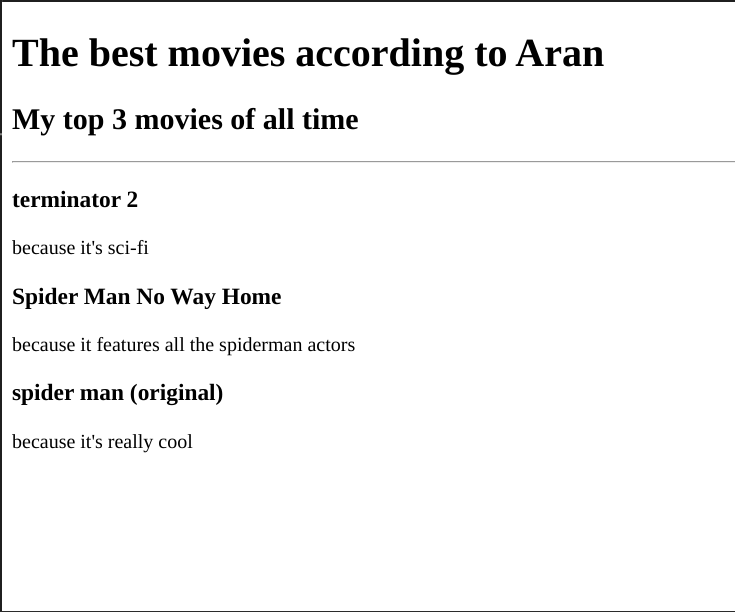 The best movies according to Aran
My top 3 movies of all time
terminator 2
because it's sci-fi
Spider Man No Way Home
because it features all the spiderman actors
spider man (original)
because it's really cool